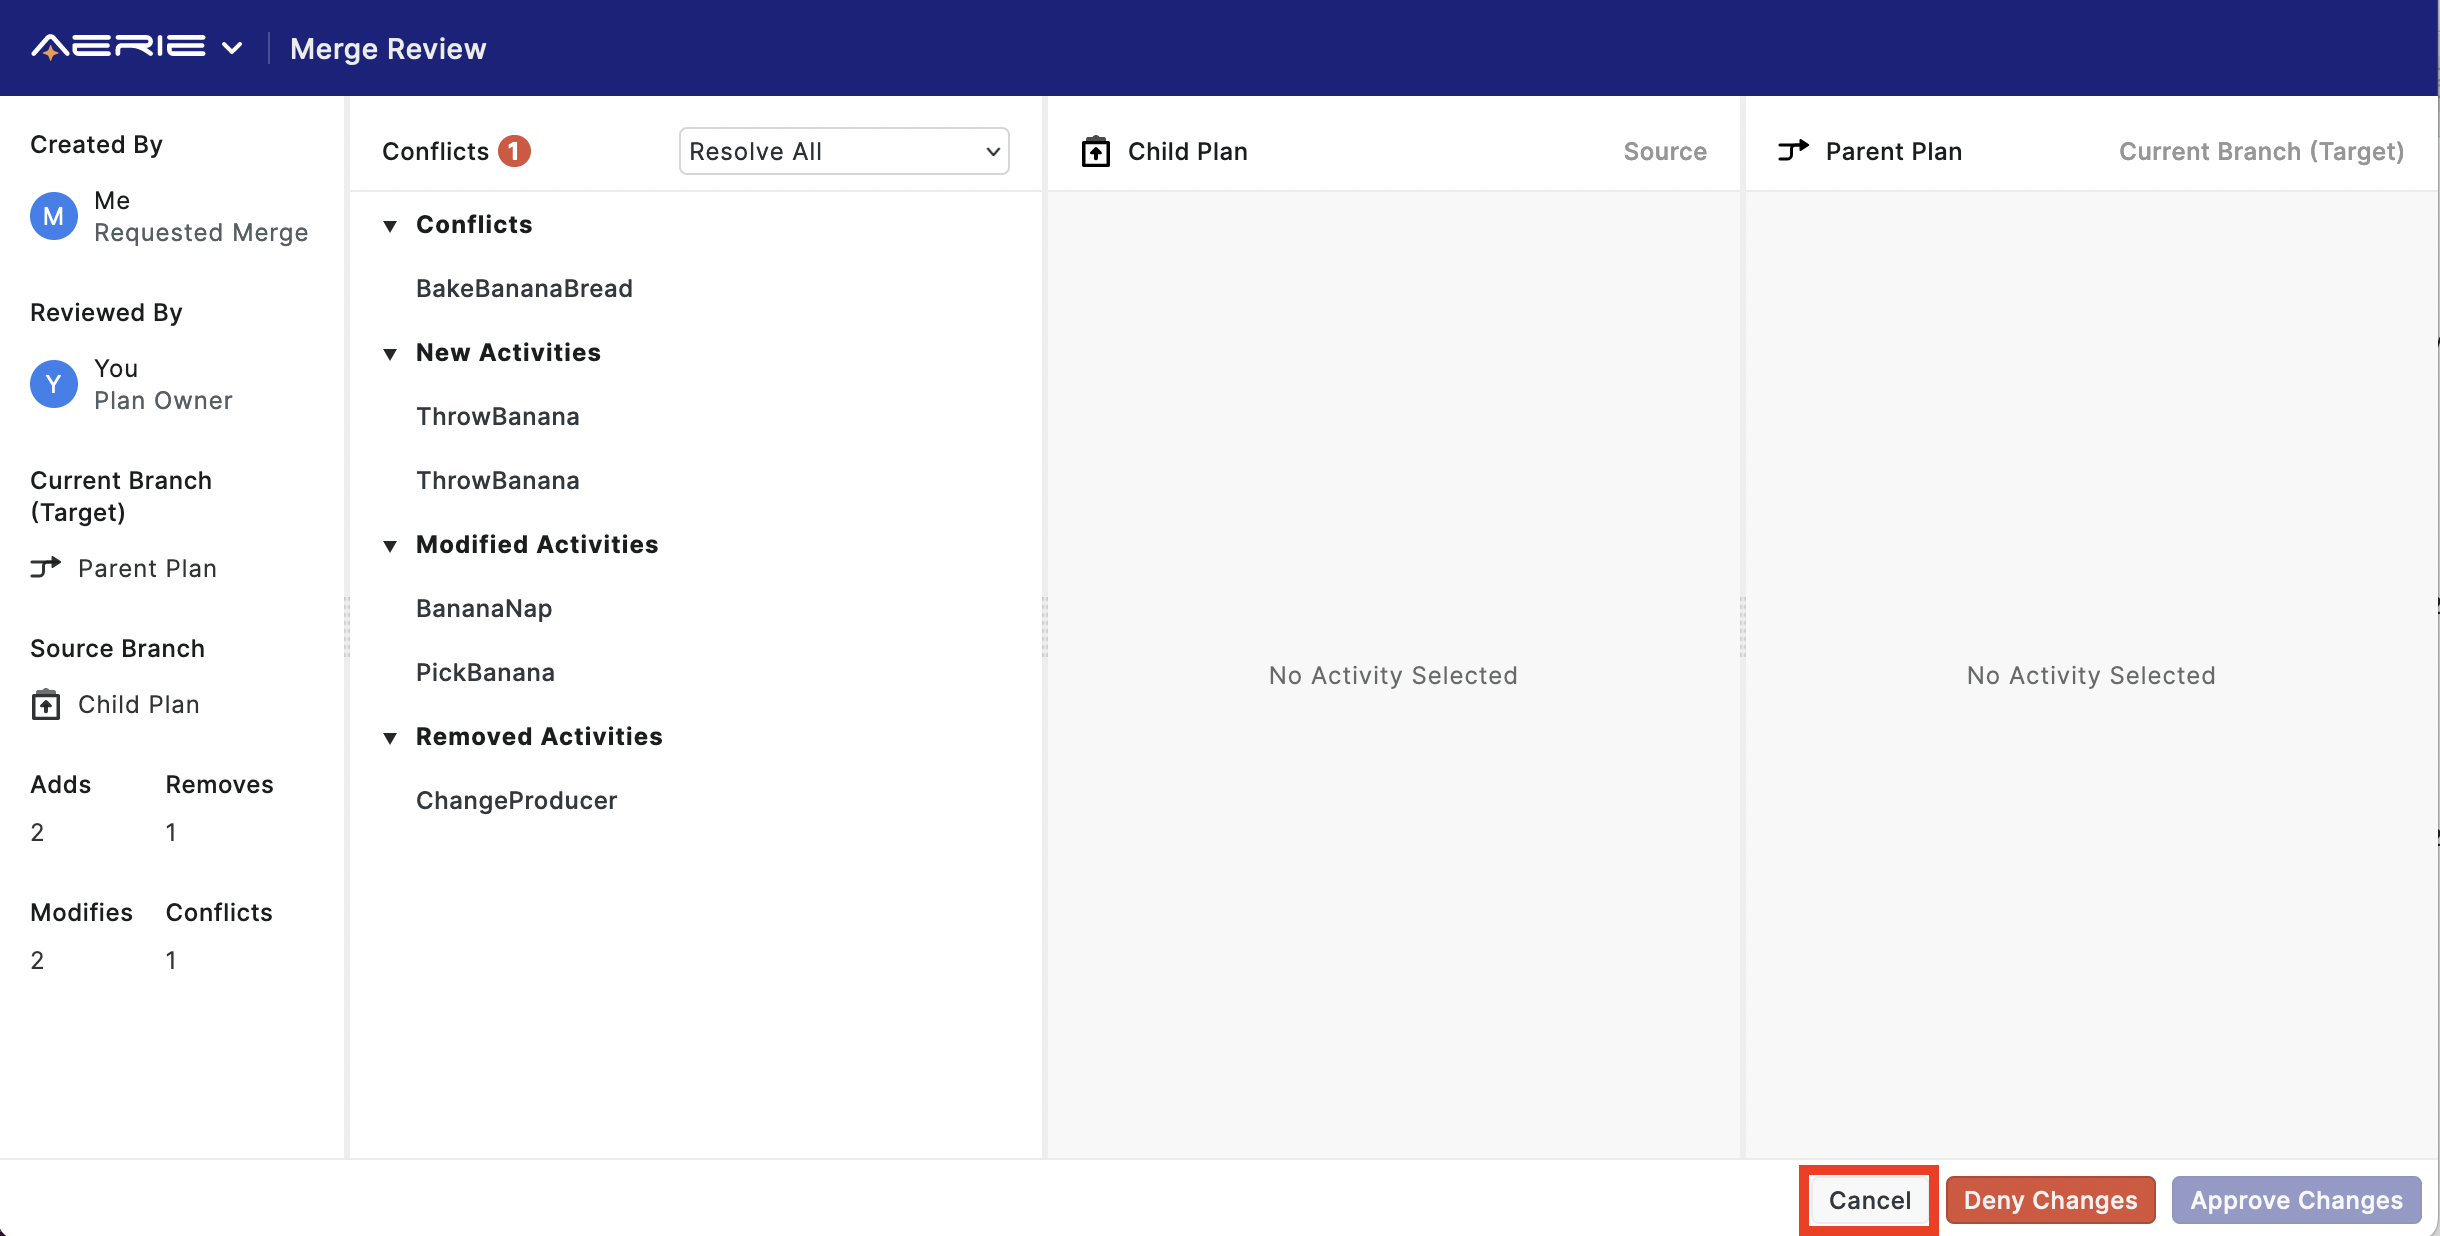 AERIE
Merge Review
Created By
M
Me
Requested Merge
Reviewed By
Y
You
Plan Owner
Current Branch
(Target)
Parent Plan
Source Branch
Child Plan
Adds
Removes
2
1
Modifies
Conflicts
2
1
Conflicts 1
Resolve All
Conflicts
BakeBananaBread
New Activities
ThrowBanana
ThrowBanana
Modified Activities
BananaNap
PickBanana
Removed Activities
ChangeProducer
Child Plan
Source
No Activity Selected
Parent Plan
Current Branch (Target)
No Activity Selected
Cancel
Deny Changes
Approve Changes